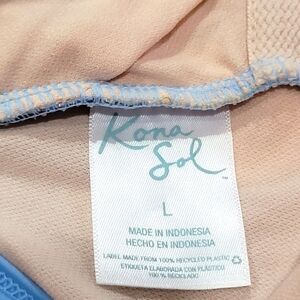 Kona
Sol
™
L
MADE IN INDONESIA
HECHO EN INDONESIA
LABEL MADE FROM 100% RECYCLED PLASTIC
ETIQUETA ELABORADA CON PLÁSTICO
100 % RECICLADO